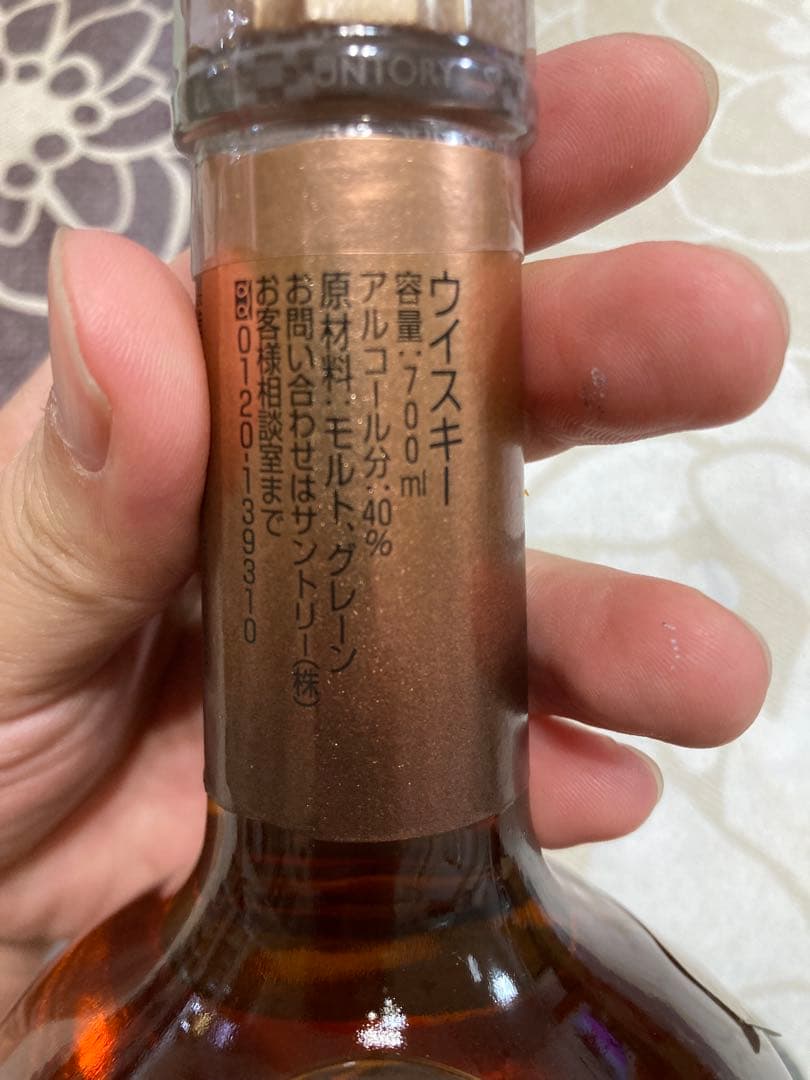 SUNTORY
ウイスキー
容量:700ml
アルコール分:40%
原材料:モルト、グレーン
お問い合わせはサントリー(株)
お客様相談室まで
0120-139310